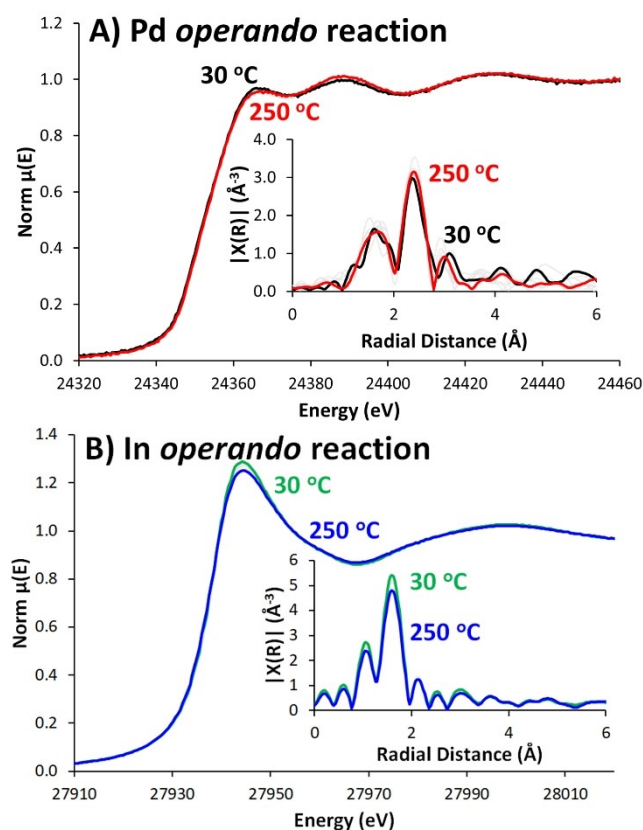 A) Pd operando reaction
1.2
1.0
0.8
0.6
0.4
0.2
0.0
Norm μ(E)
30 °C
250 °C
4.0
3.0
2.0
1.0
0.0
|X(R)| (Å⁻³)
250 °C
30 °C
0 2 4 6
Radial Distance (Å)
24320 24340 24360 24380 24400 24420 24440 24460
Energy (eV)
B) In operando reaction
1.4
1.2
1.0
0.8
0.6
0.4
0.2
0.0
Norm μ(E)
30 °C
250 °C
6
5
4
3
2
1
0
|X(R)| (Å⁻³)
30 °C
250 °C
0 2 4 6
Radial Distance (Å)
27910 27930 27950 27970 27990 28010
Energy (eV)